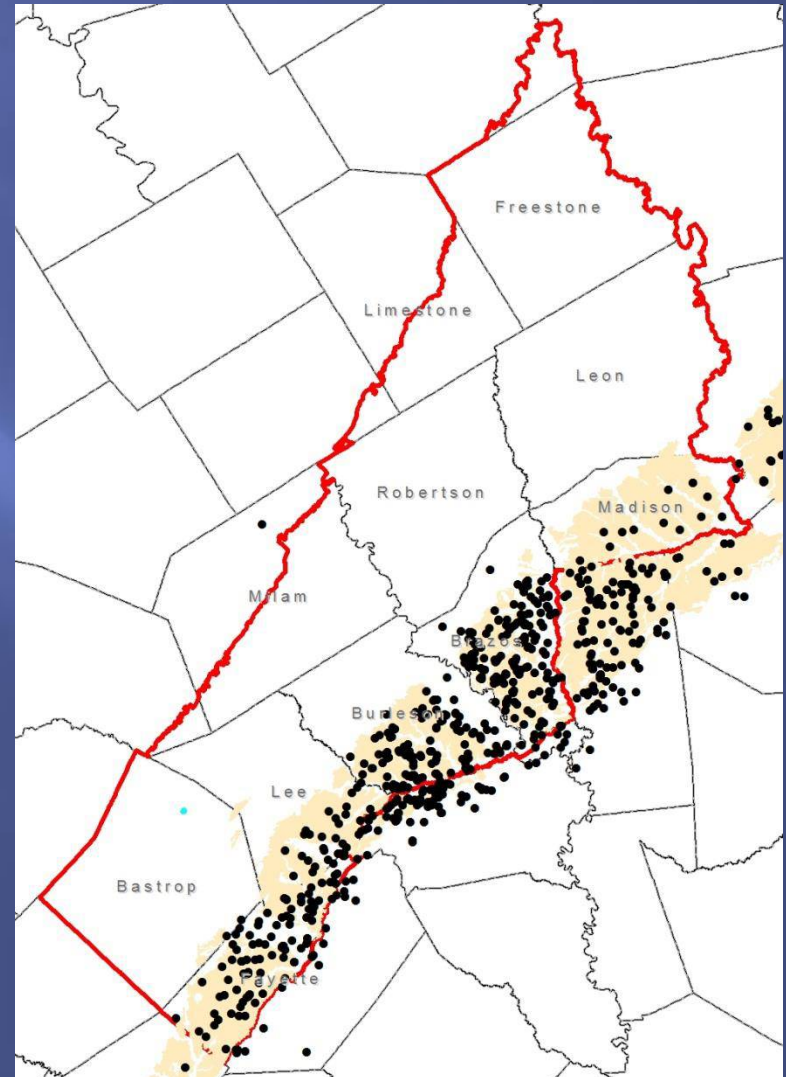 Freestone
Limestone
Leon
Robertson
Madison
Milam
Brazos
Burleson
Lee
Bastrop
Fayette